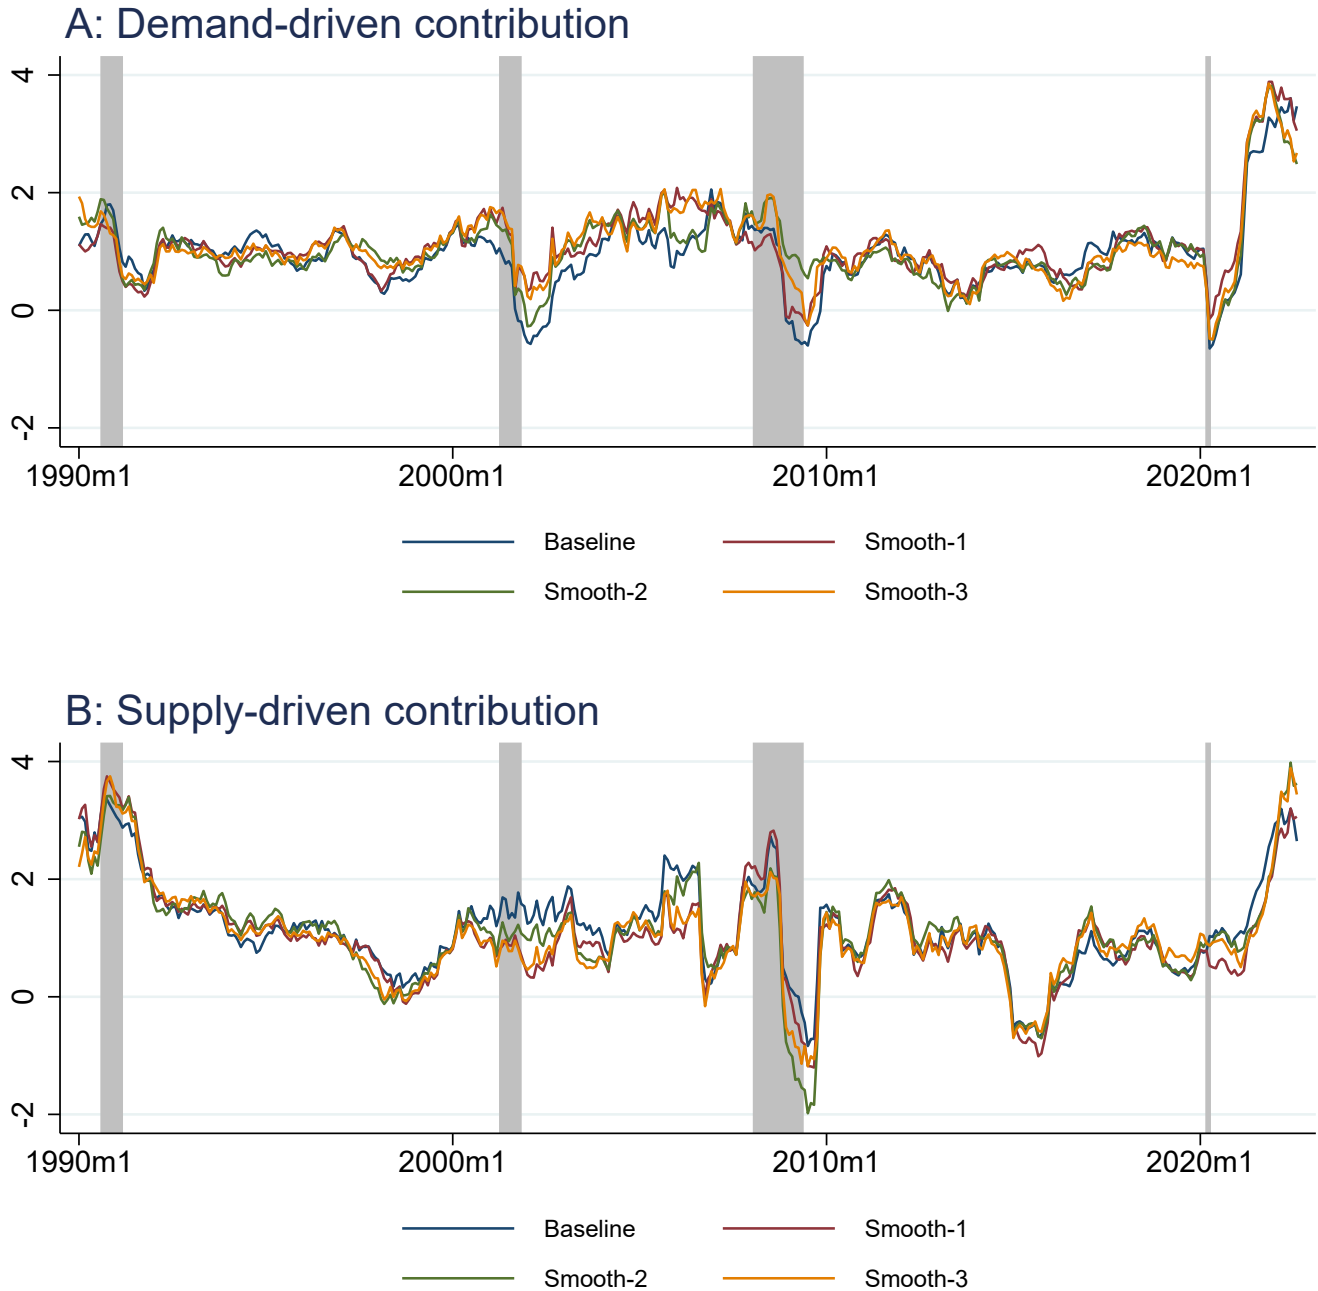 A: Demand-driven contribution
4
2
0
-2
1990m1 2000m1 2010m1 2020m1
Baseline Smooth-1
Smooth-2 Smooth-3
B: Supply-driven contribution
4
2
0
-2
1990m1 2000m1 2010m1 2020m1
Baseline Smooth-1
Smooth-2 Smooth-3